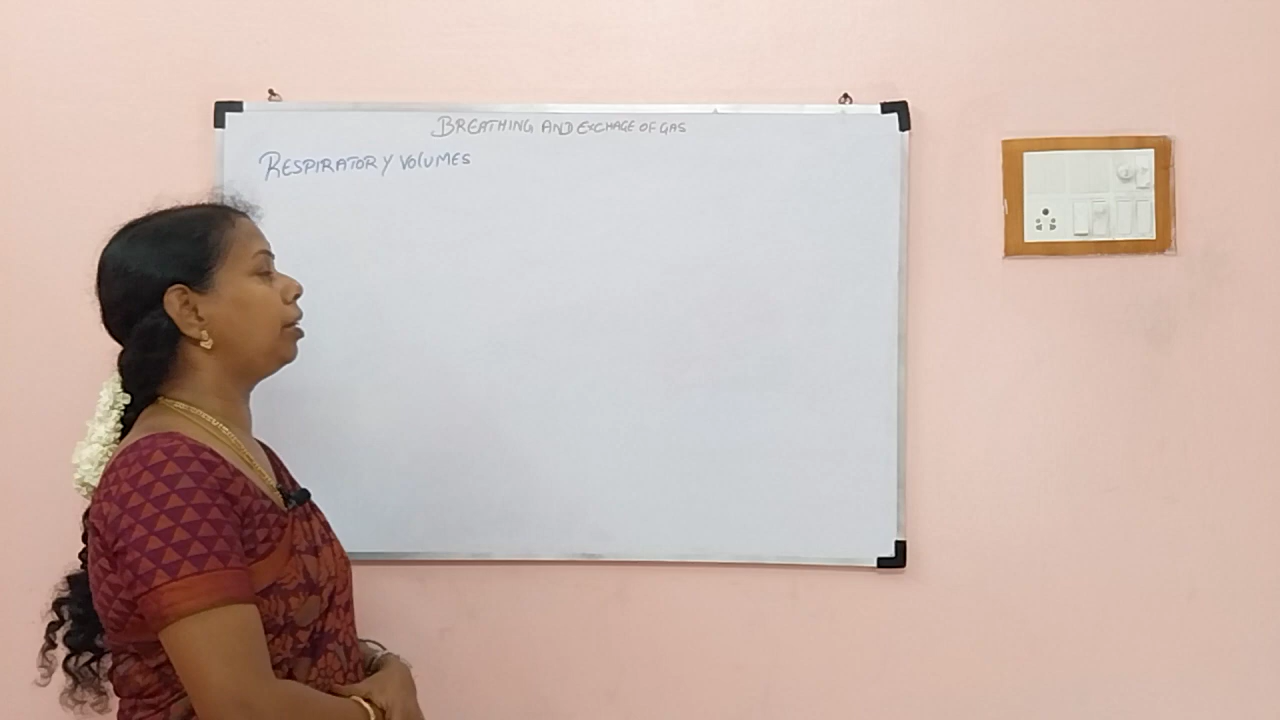 BREATHING AND EXCHAGE OF GAS
RESPIRATORY VOLUMES